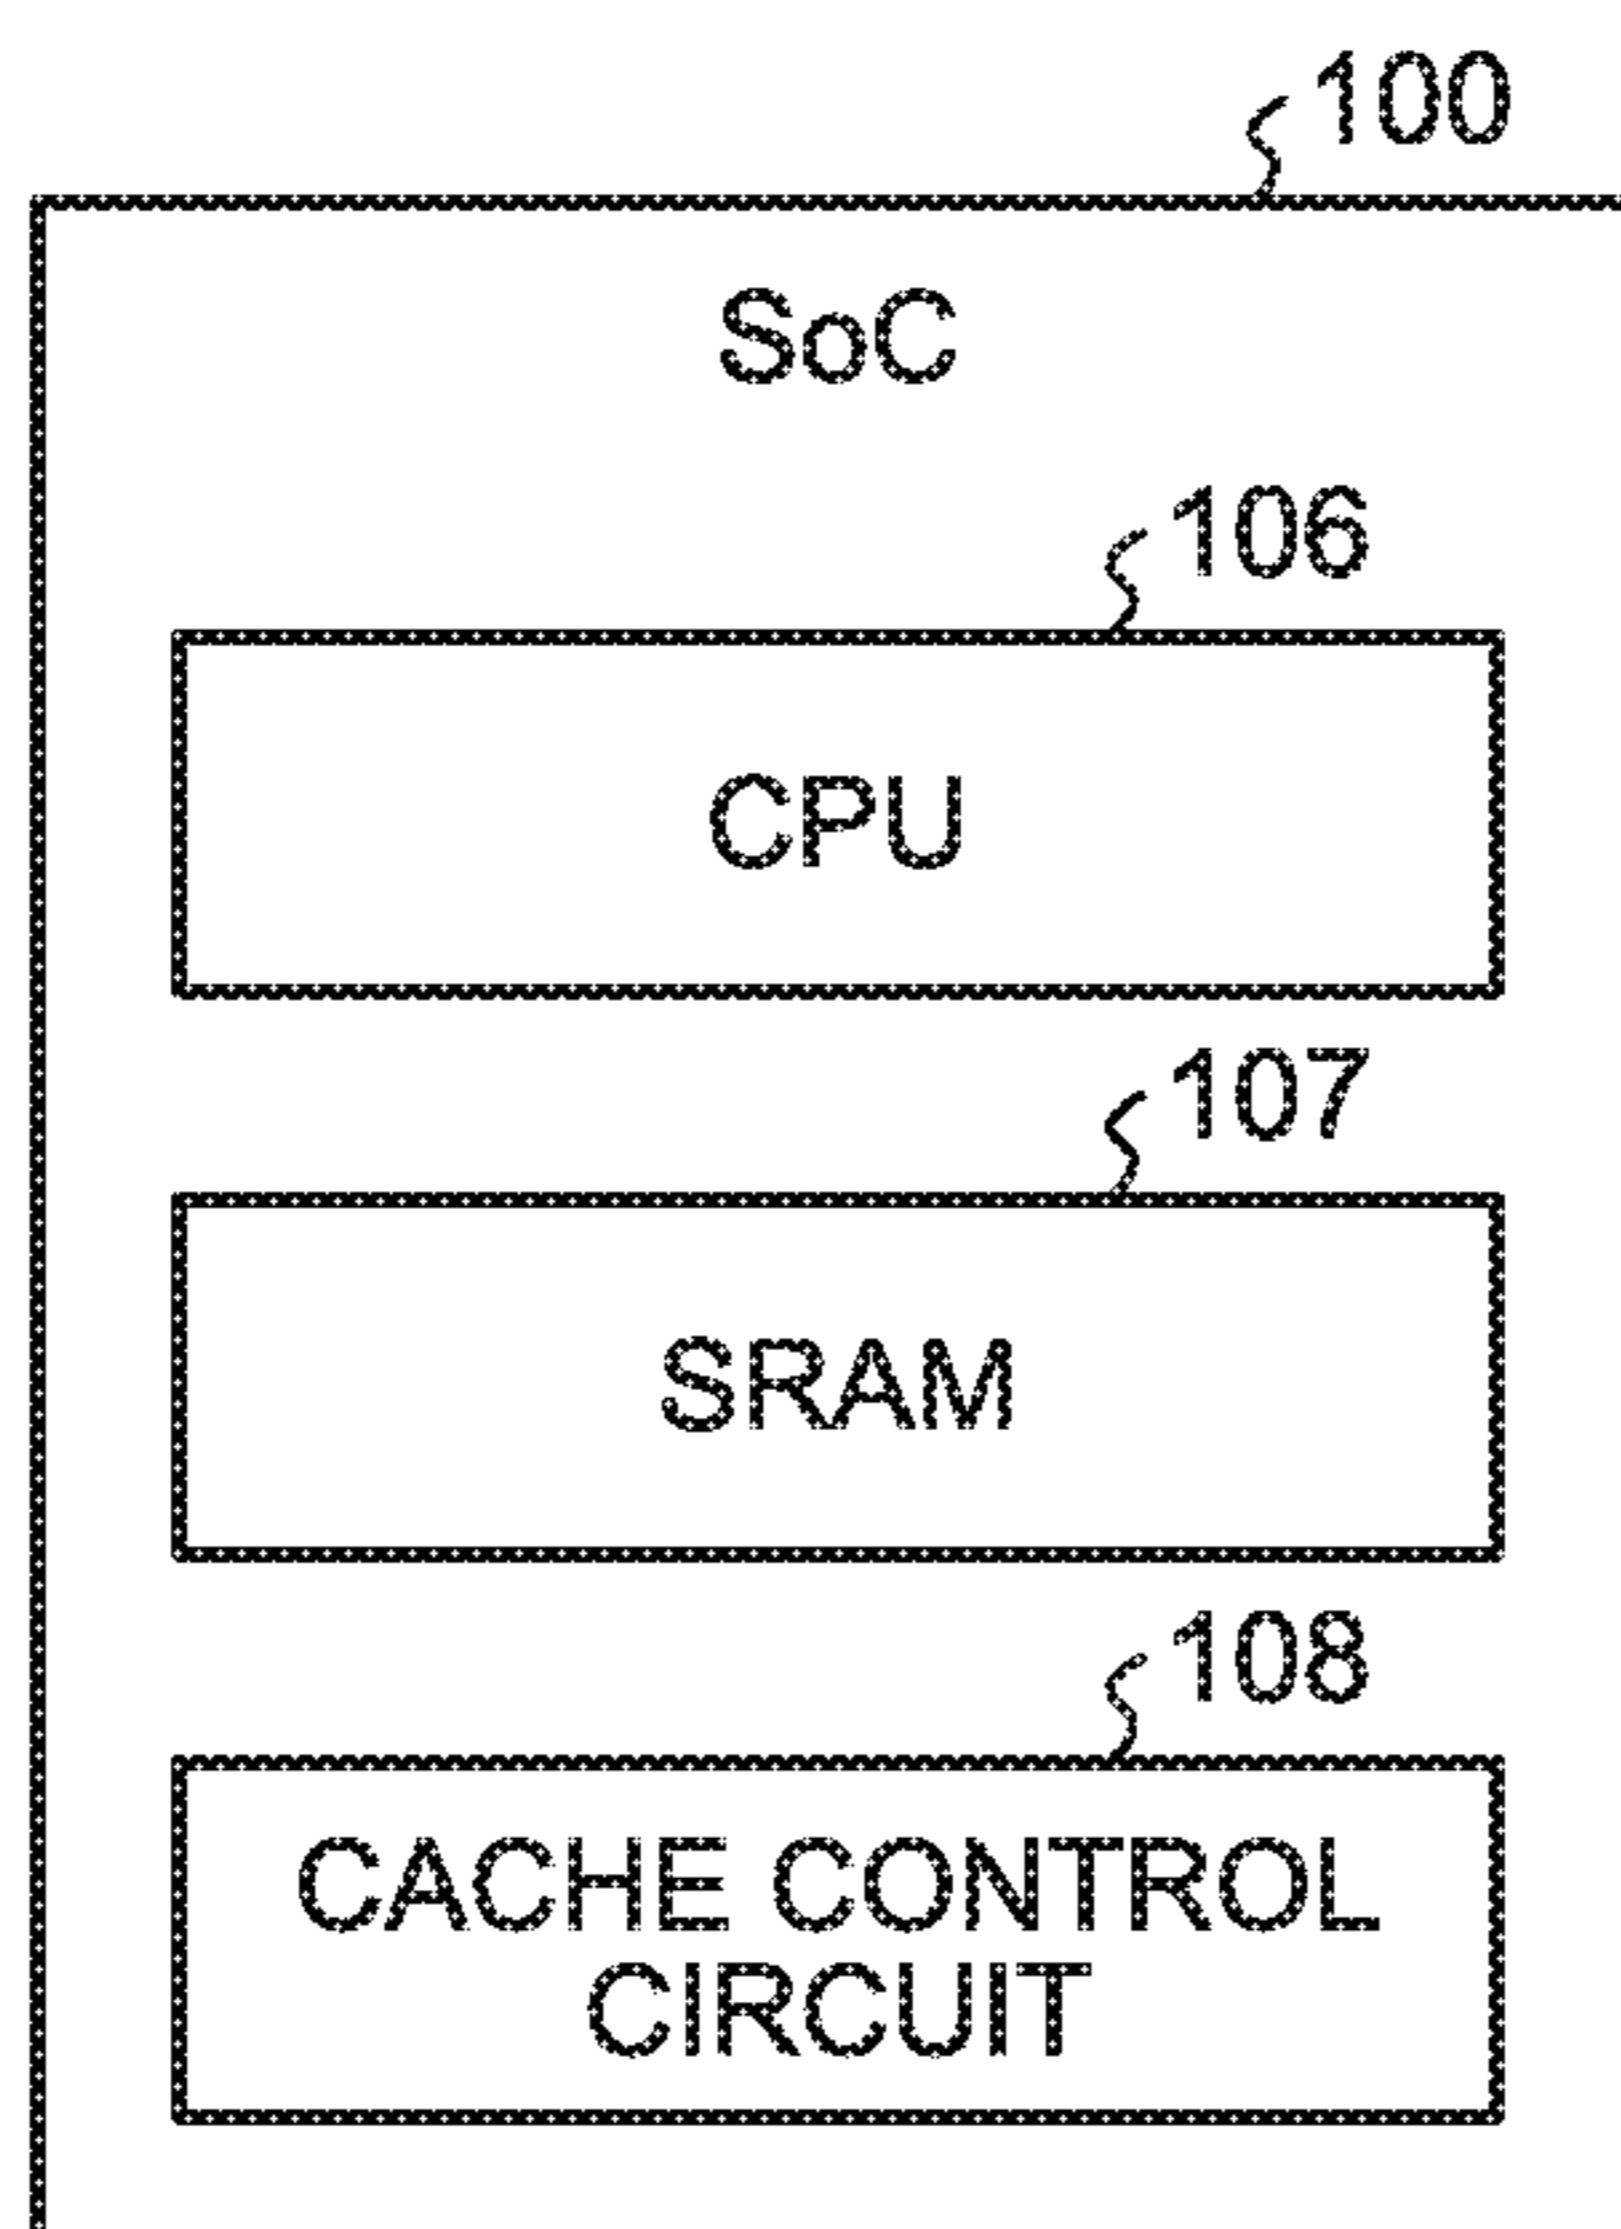 100
SoC
106
CPU
107
SRAM
108
CACHE CONTROL
CIRCUIT